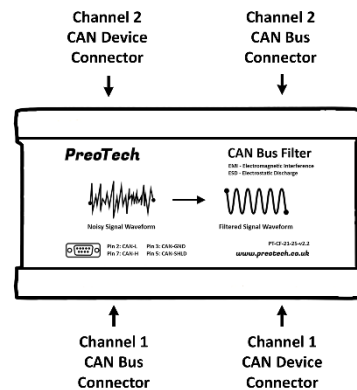 Channel 2
CAN Device
Connector
Channel 2
CAN Bus
Connector
PreoTech
CAN Bus Filter
EMI - Electromagnetic Interference
ESD - Electrostatic Discharge
Noisy Signal Waveform
Filtered Signal Waveform
Pin 2: CAN-L Pin 3: CAN-GND
Pin 7: CAN-H Pin 5: CAN-SHLD
PT-CF-21-2S-v2.2
www.preotech.co.uk
Channel 1
CAN Bus
Connector
Channel 1
CAN Device
Connector